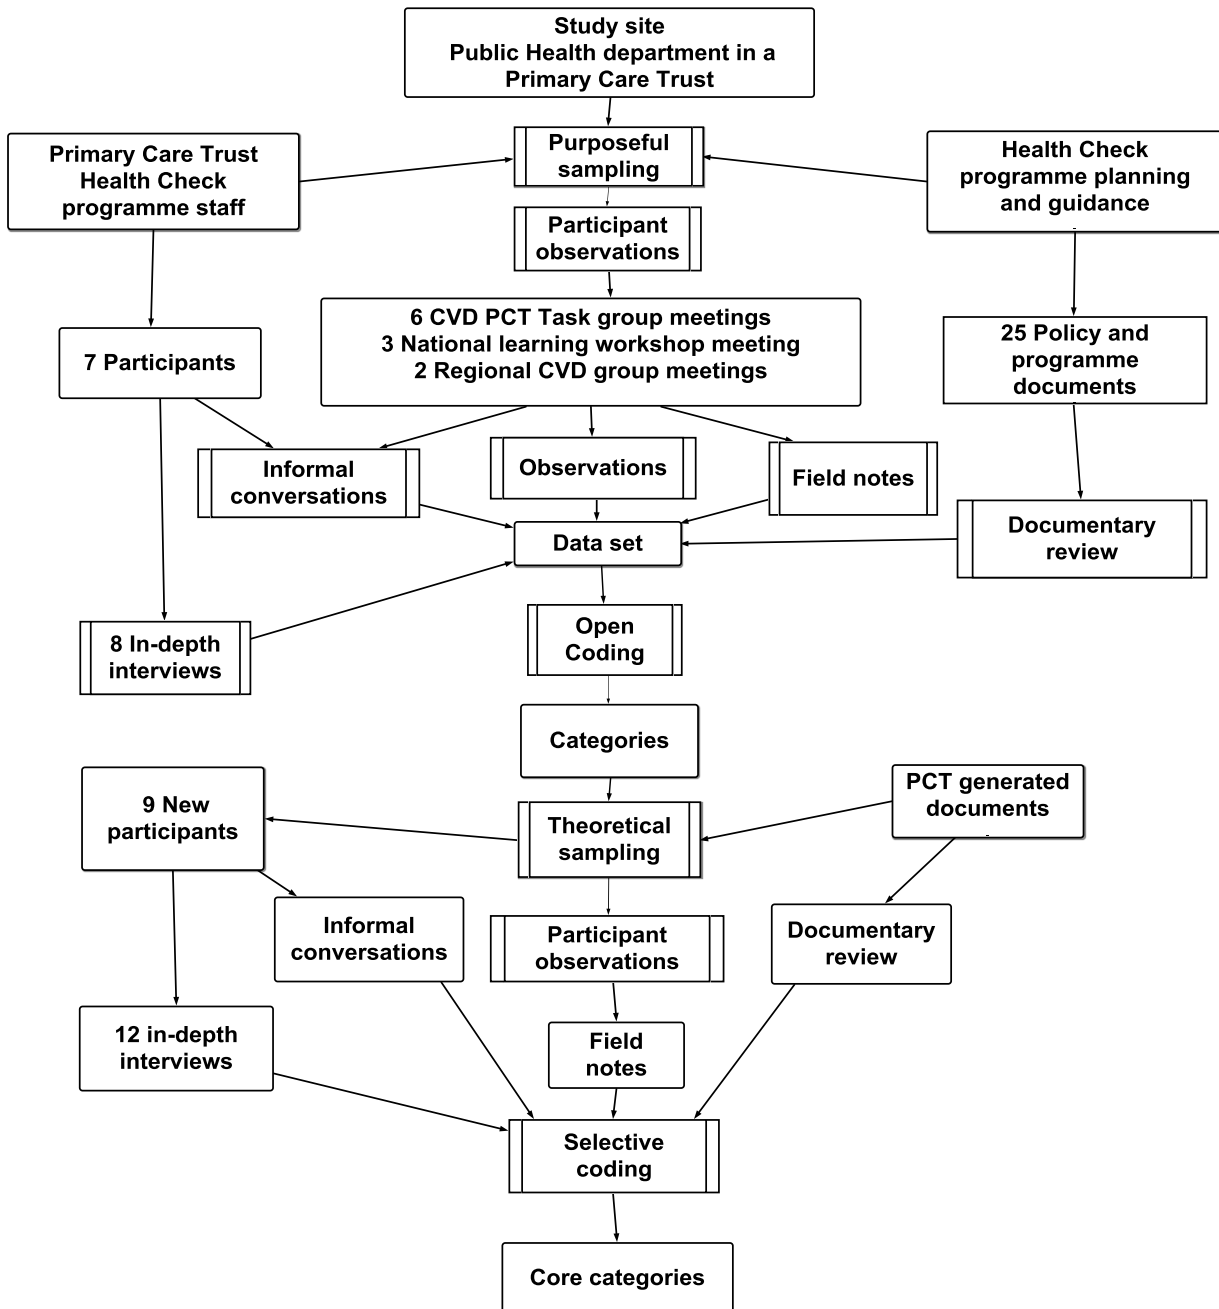 Study site
Public Health department in a
Primary Care Trust
Primary Care Trust
Health Check
programme staff
Purposeful
sampling
Health Check
programme planning
and guidance
Participant
observations
7 Participants
6 CVD PCT Task group meetings
3 National learning workshop meeting
2 Regional CVD group meetings
25 Policy and
programme
documents
Informal
conversations
Observations
Field notes
Data set
Documentary
review
8 In-depth
interviews
Open
Coding
Categories
9 New
participants
Theoretical
sampling
PCT generated
documents
Informal
conversations
Participant
observations
Documentary
review
12 in-depth
interviews
Field
notes
Selective
coding
Core categories